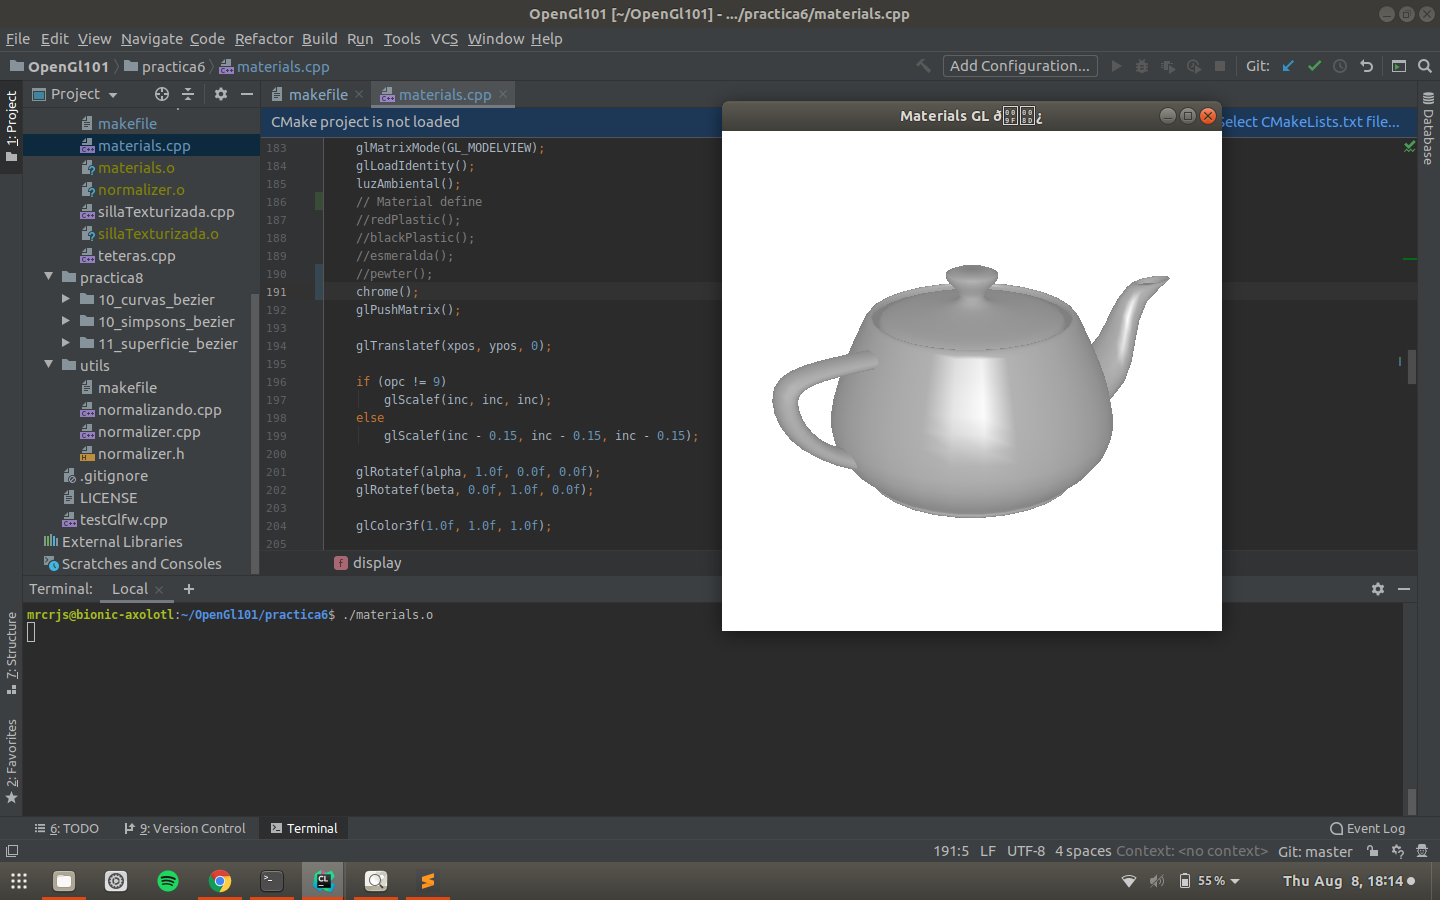 OpenGl101 [~/OpenGl101] - .../practica6/materials.cpp
File Edit View Navigate Code Refactor Build Run Tools VCS Window Help
OpenGl101 practica6 materials.cpp
Add Configuration...
Git:
1: Project
Project
makefile
materials.cpp
materials.o
normalizer.o
sillaTexturizada.cpp
sillaTexturizada.o
teteras.cpp
practica8
10_curvas_bezier
10_simpsons_bezier
11_superficie_bezier
utils
makefile
normalizando.cpp
normalizer.cpp
normalizer.h
.gitignore
LICENSE
testGlfw.cpp
External Libraries
Scratches and Consoles
makefile
materials.cpp
CMake project is not loaded
Select CMakeLists.txt file...
183 glMatrixMode(GL_MODELVIEW);
184 glLoadIdentity();
185 luzAmbiental();
186 // Material define
187 //redPlastic();
188 //blackPlastic();
189 //esmeralda();
190 //pewter();
191 chrome();
192 glPushMatrix();
193
194 glTranslatef(xpos, ypos, 0);
195
196 if (opc != 9)
197 glScalef(inc, inc, inc);
198 else
199 glScalef(inc - 0.15, inc - 0.15, inc - 0.15);
200
201 glRotatef(alpha, 1.0f, 0.0f, 0.0f);
202 glRotatef(beta, 0.0f, 1.0f, 0.0f);
203
204 glColor3f(1.0f, 1.0f, 1.0f);
205
f display
Materials GL ð¿
Database
Terminal: Local
mrcrjs@bionic-axolotl:~/OpenGl101/practica6$ ./materials.o
7: Structure
2: Favorites
6: TODO 9: Version Control Terminal
Event Log
191:5 LF UTF-8 4 spaces Context: <no context> Git: master
55 %
Thu Aug 8, 18:14